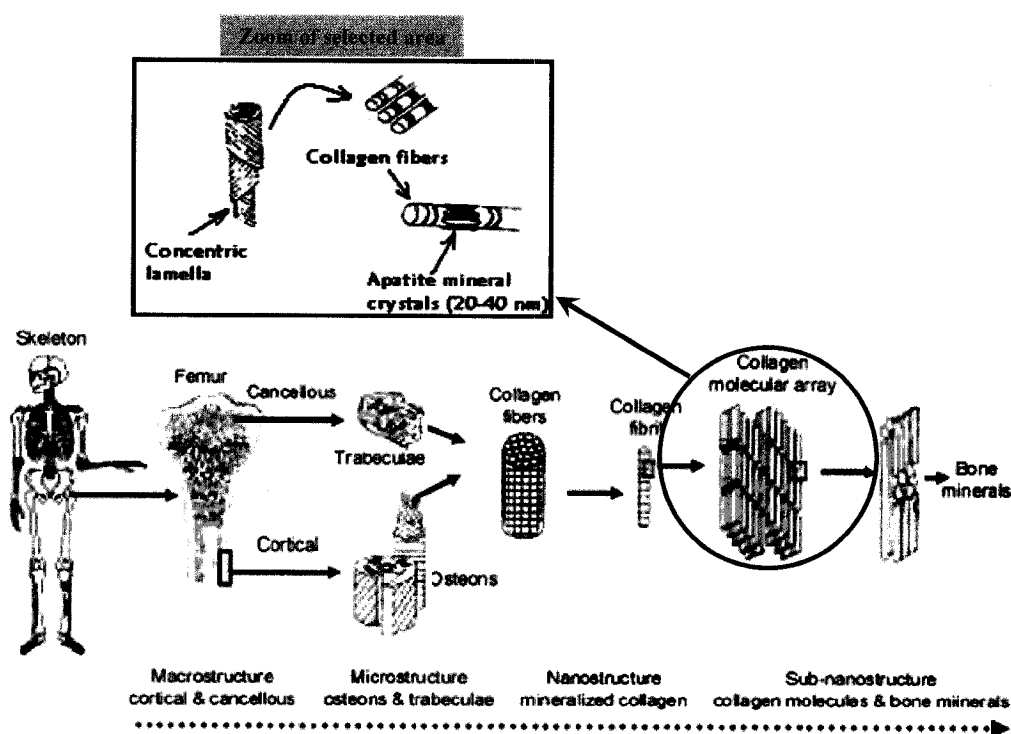 Zoom of selected area
Collagen fibers
Concentric
lamella
Apatite mineral
crystals (20-40 nm)
Skeleton
Femur
Cancellous
Trabeculae
Cortical
Osteons
Collagen
fibers
Collagen
fibril
Collagen
molecular array
Bone
minerals
Macrostructure
cortical & cancellous
Microstructure
osteons & trabeculae
Nanostructure
mineralized collagen
Sub-nanostructure
collagen molecules & bone miinerals